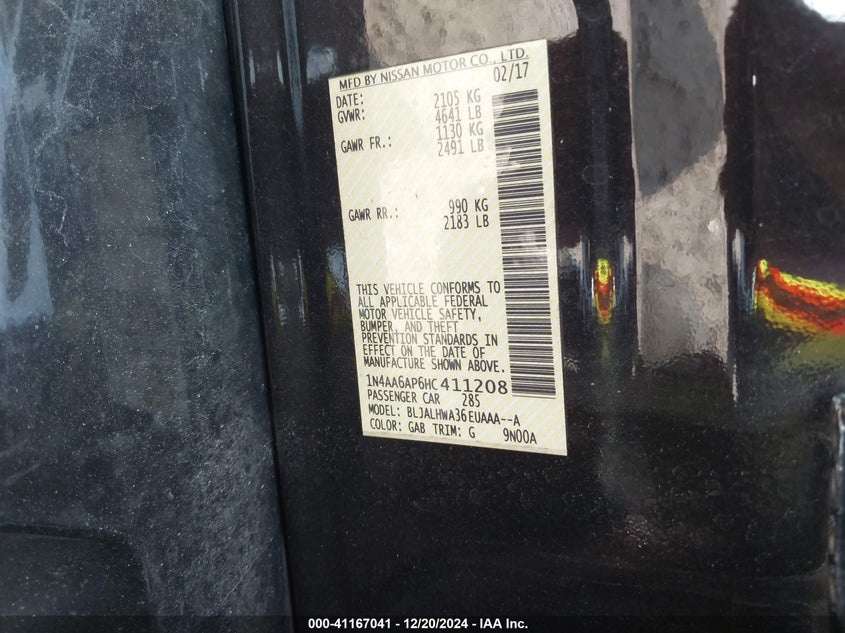 MFD BY NISSAN MOTOR CO., LTD.
DATE: 02/17
GVWR: 2105 KG
4641 LB
GAWR FR.: 1130 KG
2491 LB
GAWR RR.: 990 KG
2183 LB
THIS VEHICLE CONFORMS TO
ALL APPLICABLE FEDERAL
MOTOR VEHICLE SAFETY,
BUMPER, AND THEFT
PREVENTION STANDARDS IN
EFFECT ON THE DATE OF
MANUFACTURE SHOWN ABOVE.
1N4AA6AP6HC411208
PASSENGER CAR 285
MODEL: BLJALHWA36EUAAA--A
COLOR: GAB TRIM: G 9N00A
000-41167041 - 12/20/2024 - IAA Inc.